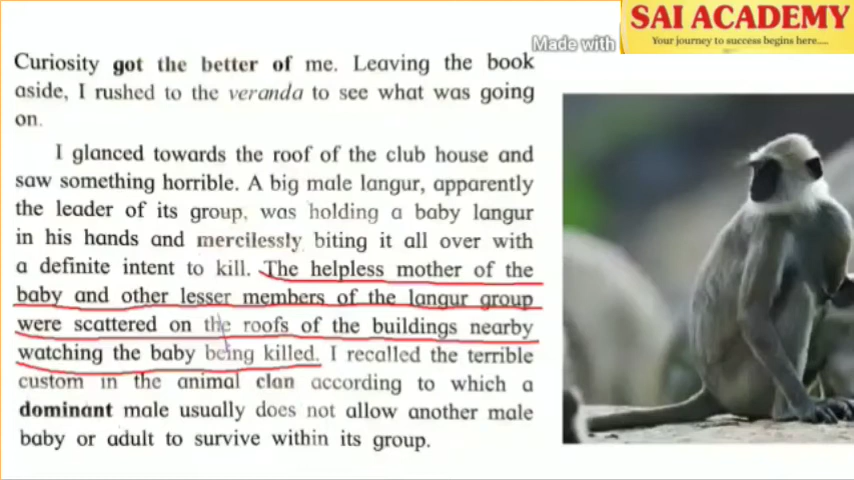 SAI ACADEMY
Your journey to success begins here....
Made with
Curiosity got the better of me. Leaving the book
aside, I rushed to the veranda to see what was going
on.
I glanced towards the roof of the club house and
saw something horrible. A big male langur, apparently
the leader of its group, was holding a baby langur
in his hands and mercilessly biting it all over with
a definite intent to kill. The helpless mother of the
baby and other lesser members of the langur group
were scattered on the roofs of the buildings nearby
watching the baby being killed. I recalled the terrible
custom in the animal clan according to which a
dominant male usually does not allow another male
baby or adult to survive within its group.